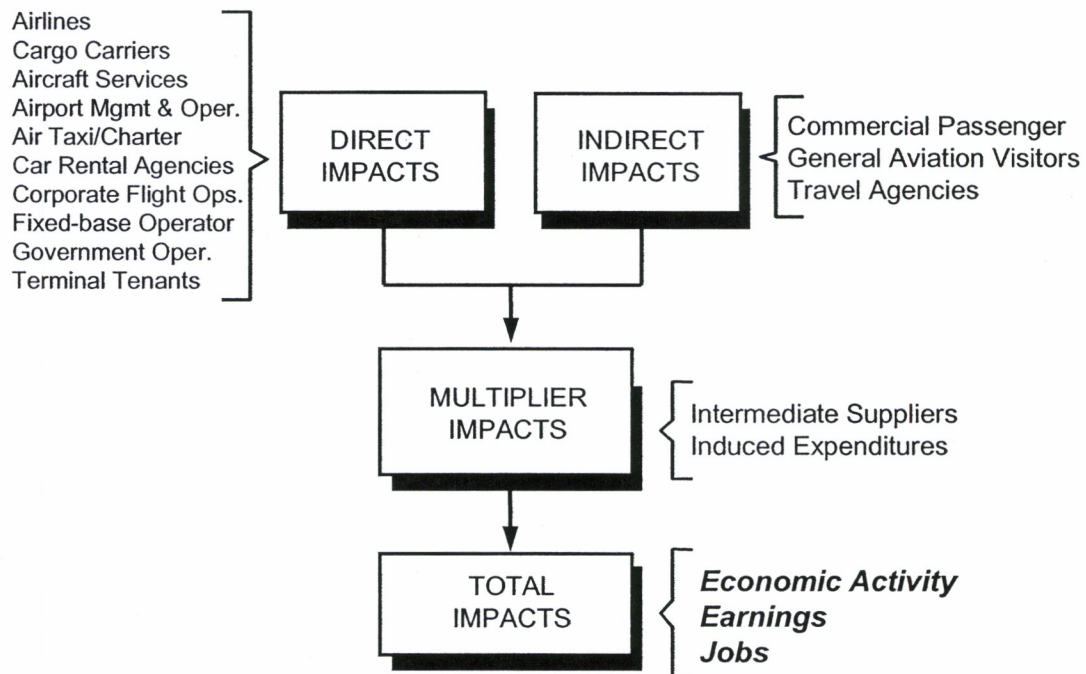 Airlines
Cargo Carriers
Aircraft Services
Airport Mgmt & Oper.
Air Taxi/Charter
Car Rental Agencies
Corporate Flight Ops.
Fixed-base Operator
Government Oper.
Terminal Tenants
DIRECT
IMPACTS
INDIRECT
IMPACTS
Commercial Passenger
General Aviation Visitors
Travel Agencies
MULTIPLIER
IMPACTS
Intermediate Suppliers
Induced Expenditures
TOTAL
IMPACTS
Economic Activity
Earnings
Jobs